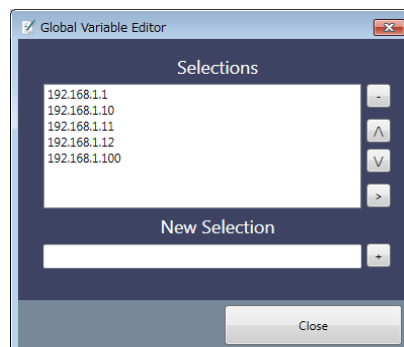 Global Variable Editor
Selections
192.168.1.1
192.168.1.10
192.168.1.11
192.168.1.12
192.168.1.100
-
Λ
V
>
New Selection
+
Close